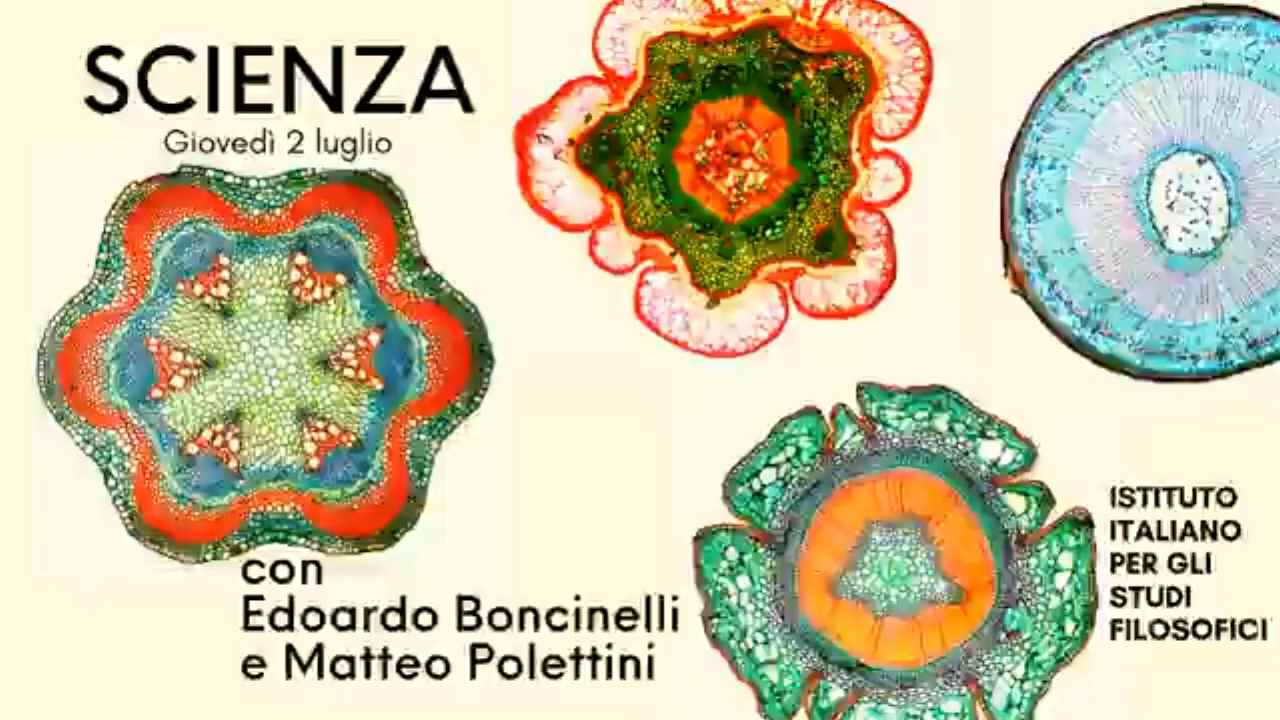 SCIENZA
Giovedì 2 luglio
con
Edoardo Boncinelli
e Matteo Polettini
ISTITUTO
ITALIANO
PER GLI
STUDI
FILOSOFICI